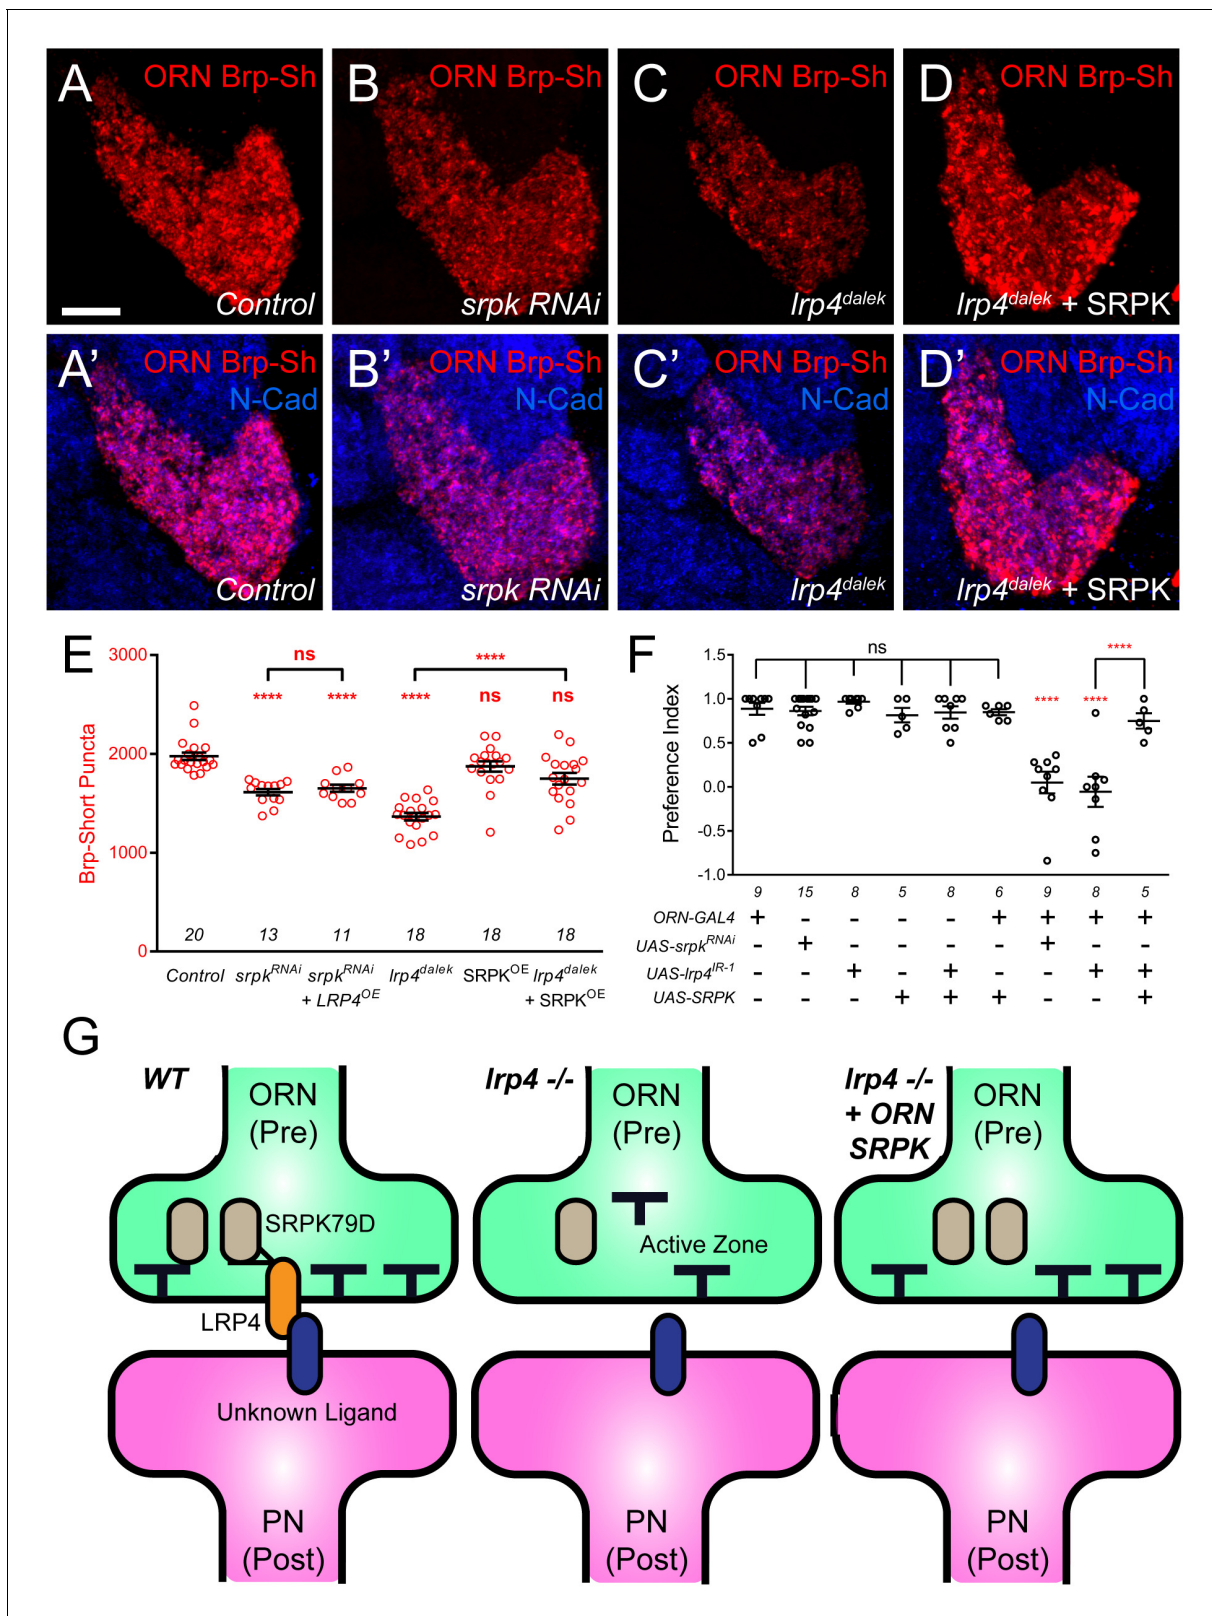 A ORN Brp-Sh
Control
B ORN Brp-Sh
srpk RNAi
C ORN Brp-Sh
lrp4dalek
D ORN Brp-Sh
lrp4dalek + SRPK
A' ORN Brp-Sh
N-Cad
Control
B' ORN Brp-Sh
N-Cad
srpk RNAi
C' ORN Brp-Sh
N-Cad
lrp4dalek
D' ORN Brp-Sh
N-Cad
lrp4dalek + SRPK
E
Brp-Short Puncta
3000
2000
1000
0
ns
****
**** **** **** ns ns
20 13 11 18 18 18
Control srpkRNAi srpkRNAi lrp4dalek SRPKOE lrp4dalek
+ LRP4OE + SRPKOE
F
Preference Index
1.5
1.0
0.5
0.0
-0.5
-1.0
ns
****
**** ****
9 15 8 5 8 6 9 8 5
ORN-GAL4 + - - - - + + + +
UAS-srpkRNAi - + - - - - + - -
UAS-lrp4IR-1 - - + - + - - + +
UAS-SRPK - - - + + + - - +
G
WT
ORN
(Pre)
SRPK79D
LRP4
Unknown Ligand
PN
(Post)
lrp4 -/-
ORN
(Pre)
Active Zone
PN
(Post)
lrp4 -/-
+ ORN
SRPK
ORN
(Pre)
PN
(Post)